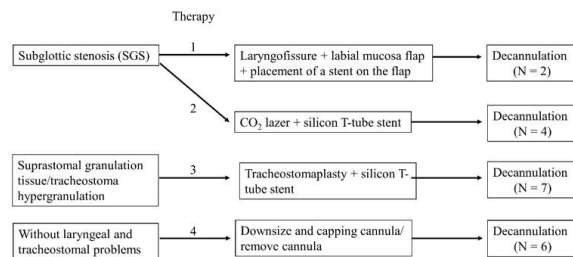 Therapy
1
Subglottic stenosis (SGS)
Laryngofissure + labial mucosa flap
+ placement of a stent on the flap
Decannulation
(N = 2)
2
CO₂ lazer + silicon T-tube stent
Decannulation
(N = 4)
Suprastomal granulation
tissue/tracheostoma
hypergranulation
3
Tracheostomaplasty + silicon T-
tube stent
Decannulation
(N = 7)
Without laryngeal and
tracheostomal problems
4
Downsize and capping cannula/
remove cannula
Decannulation
(N = 6)